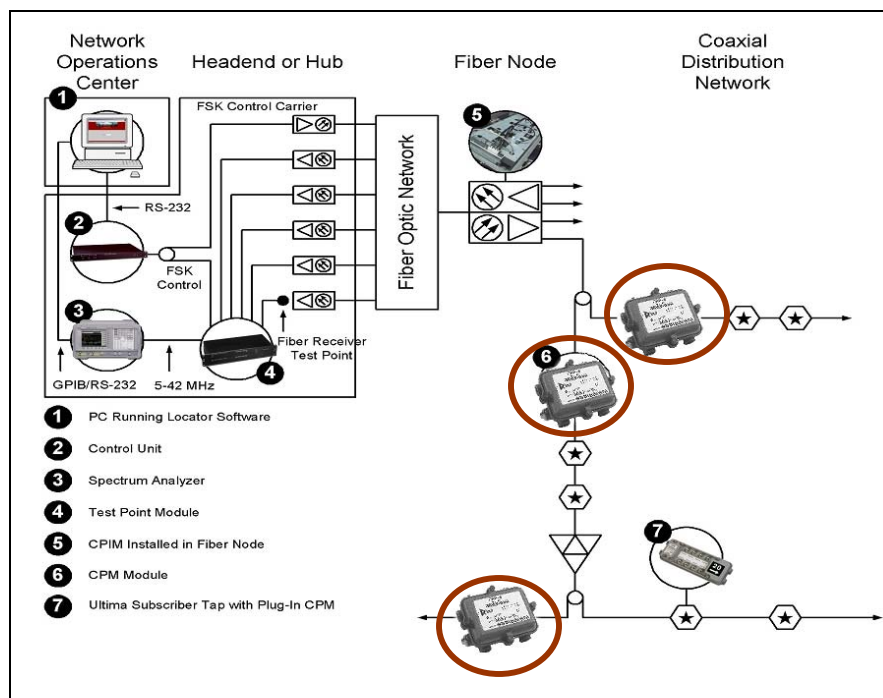 Network
Operations
Center
Headend or Hub
Fiber Node
Coaxial
Distribution
Network
1
FSK Control Carrier
5
RS-232
2
FSK
Control
Fiber Optic Network
3
Fiber Receiver
Test Point
4
GPIB/RS-232
5-42 MHz
6
1 PC Running Locator Software
2 Control Unit
3 Spectrum Analyzer
4 Test Point Module
5 CPIM Installed in Fiber Node
6 CPM Module
7 Ultima Subscriber Tap with Plug-In CPM
7
20